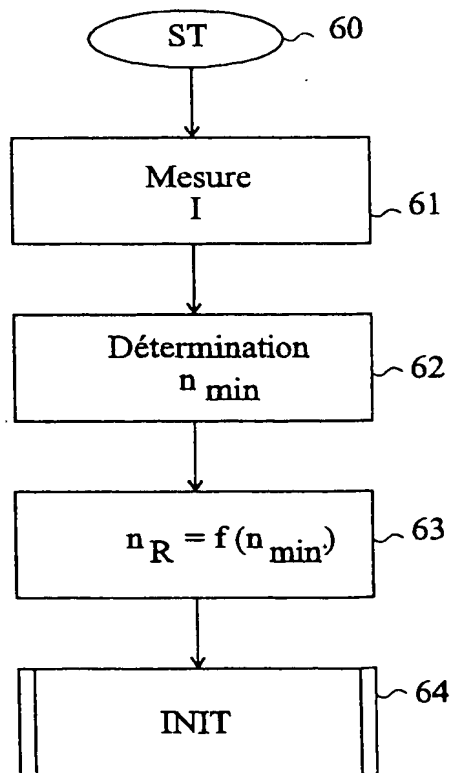 ST
60
Mesure
I
61
Détermination
n min
62
n R = f (n min.)
63
INIT
64